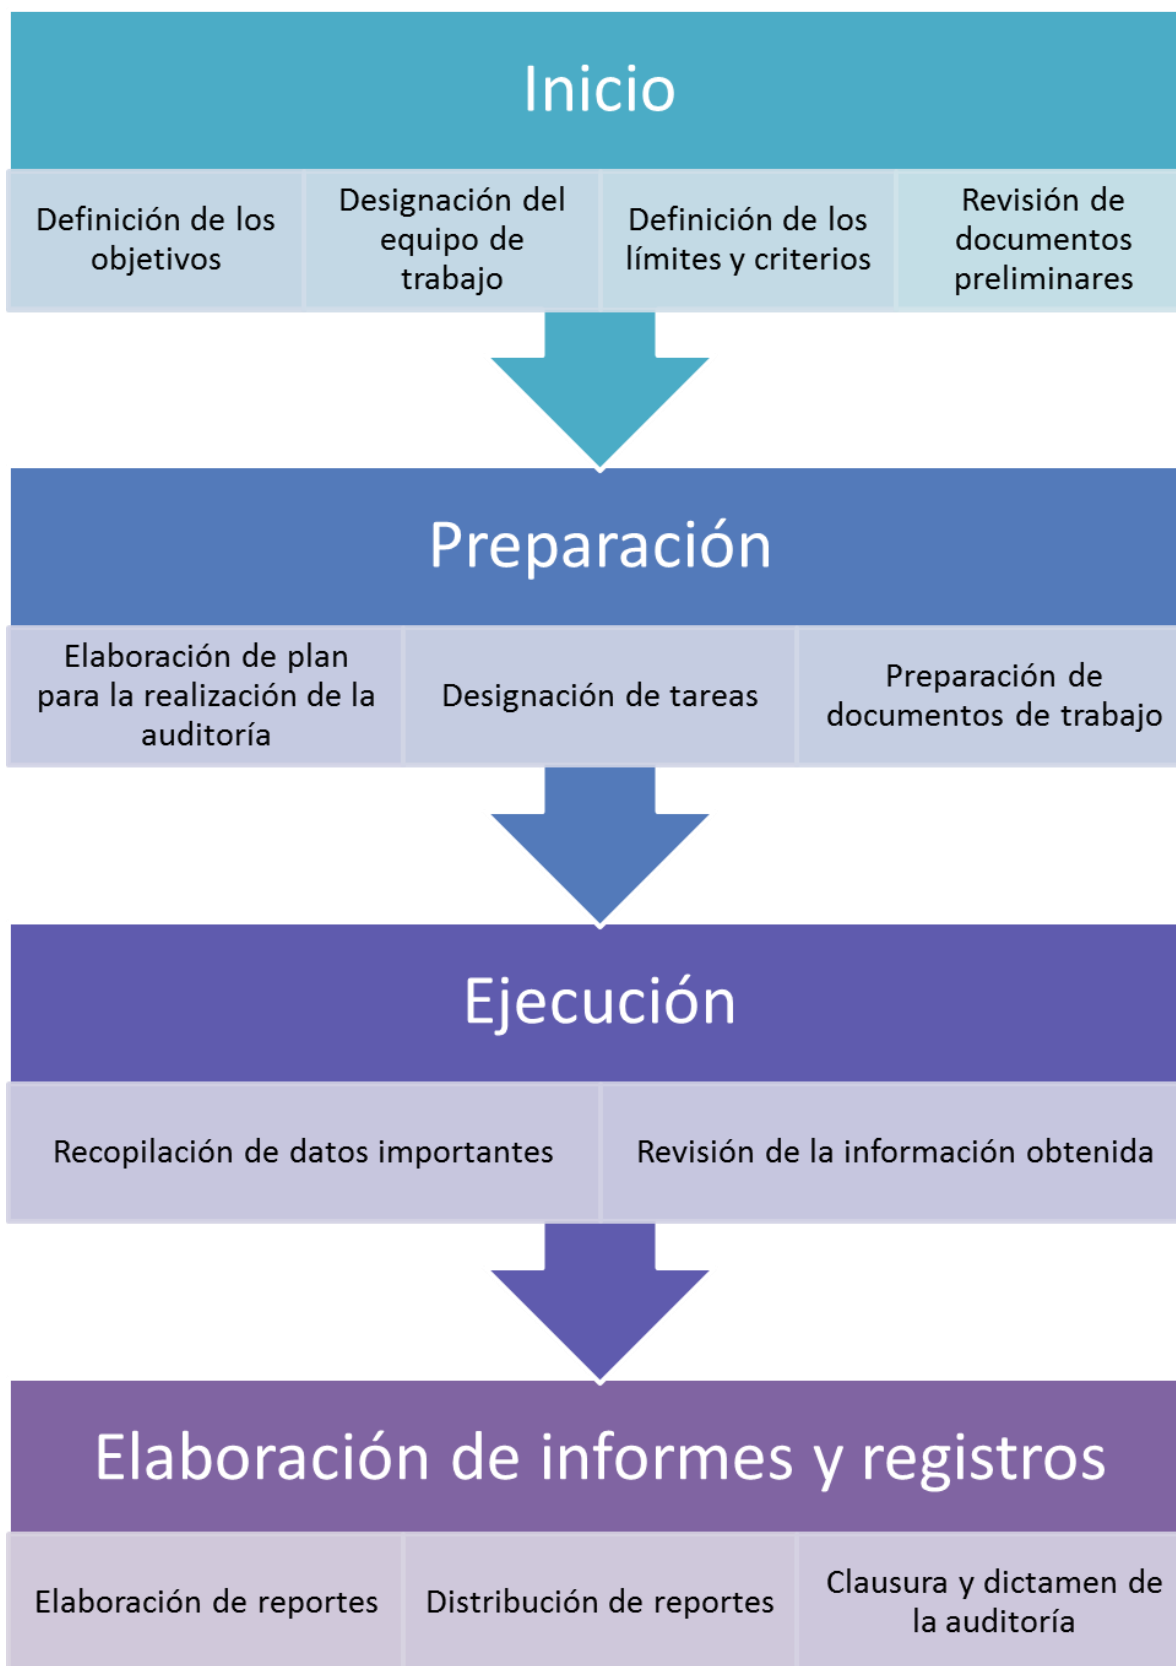 Inicio
Definición de los
objetivos
Designación del
equipo de
trabajo
Definición de los
límites y criterios
Revisión de
documentos
preliminares
Preparación
Elaboración de plan
para la realización de la
auditoría
Designación de tareas
Preparación de
documentos de trabajo
Ejecución
Recopilación de datos importantes
Revisión de la información obtenida
Elaboración de informes y registros
Elaboración de reportes
Distribución de reportes
Clausura y dictamen de
la auditoría